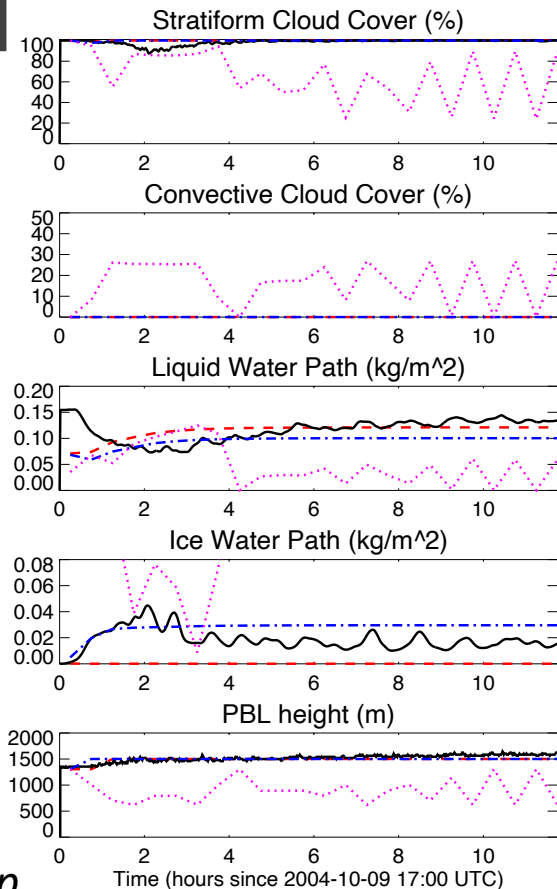 Stratiform Cloud Cover (%)
100
80
60
40
20
0
0 2 4 6 8 10
Convective Cloud Cover (%)
50
40
30
20
10
0
0 2 4 6 8 10
Liquid Water Path (kg/m^2)
0.20
0.15
0.10
0.05
0.00
0 2 4 6 8 10
Ice Water Path (kg/m^2)
0.08
0.06
0.04
0.02
0.00
0 2 4 6 8 10
PBL height (m)
2000
1500
1000
500
0
0 2 4 6 8 10
Time (hours since 2004-10-09 17:00 UTC)